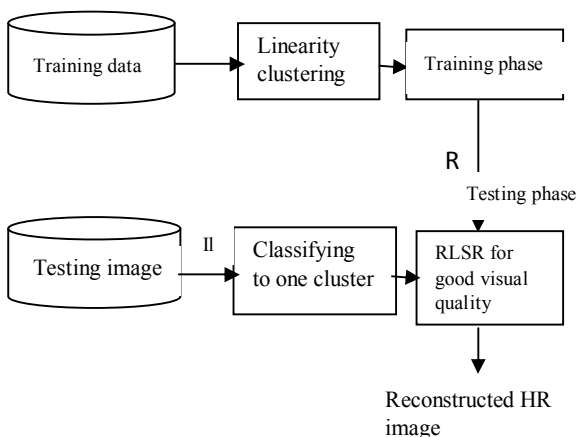 Training data
Linearity
clustering
Training phase
R
Testing phase
Testing image
Il
Classifying
to one cluster
RLSR for
good visual
quality
Reconstructed HR
image